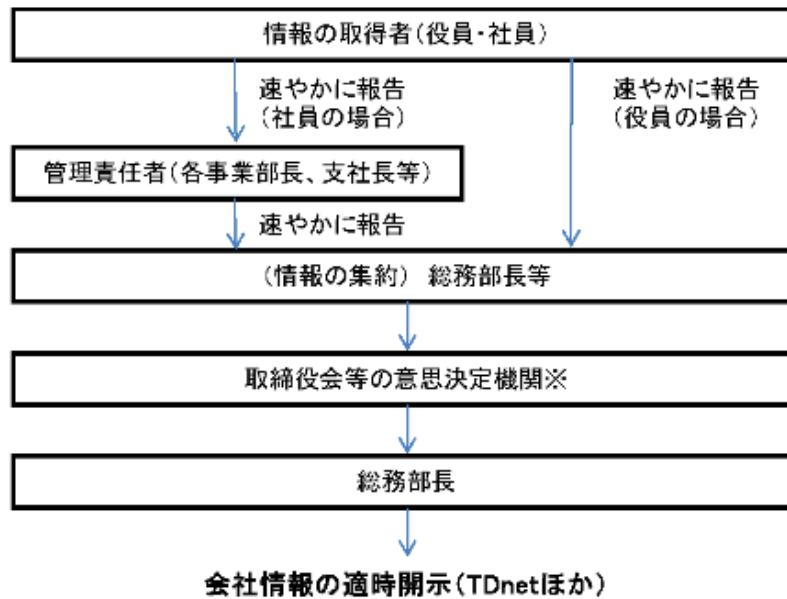 情報の取得者(役員・社員)
速やかに報告
(社員の場合)
速やかに報告
(役員の場合)
管理責任者(各事業部長、支社長等)
速やかに報告
(情報の集約) 総務部長等
取締役会等の意思決定機関※
総務部長
会社情報の適時開示(TDnetほか)